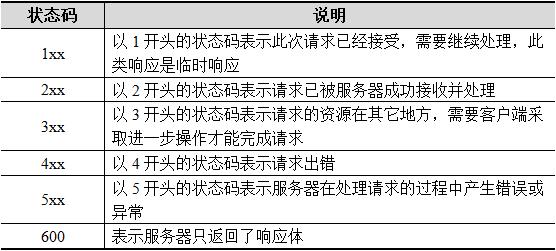 状态码 说明
1xx 以 1 开头的状态码表示此次请求已经接受，需要继续处理，此
类响应是临时响应
2xx 以 2 开头的状态码表示请求已被服务器成功接收并处理
3xx 以 3 开头的状态码表示请求的资源在其它地方，需要客户端采
取进一步操作才能完成请求
4xx 以 4 开头的状态码表示请求出错
5xx 以 5 开头的状态码表示服务器在处理请求的过程中产生错误或
异常
600 表示服务器只返回了响应体